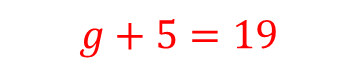 g + 5 = 19